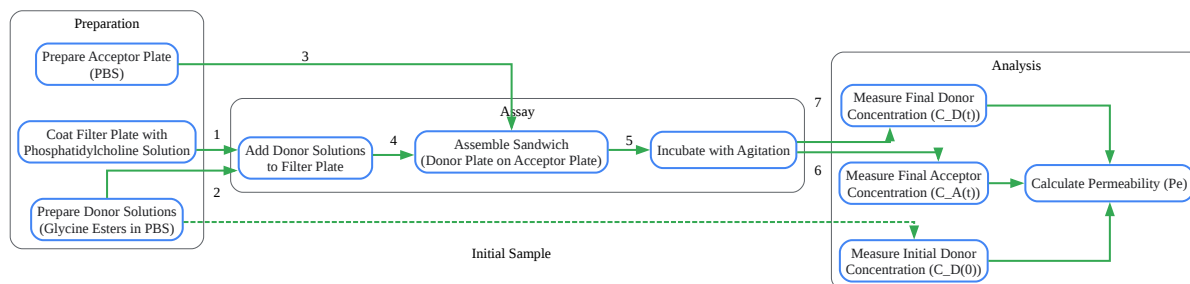 Preparation
Prepare Acceptor Plate
(PBS)
3
Coat Filter Plate with
Phosphatidylcholine Solution
1
2
Prepare Donor Solutions
(Glycine Esters in PBS)
Assay
Add Donor Solutions
to Filter Plate
4
Assemble Sandwich
(Donor Plate on Acceptor Plate)
5
Incubate with Agitation
7
6
Initial Sample
Analysis
Measure Final Donor
Concentration (C_D(t))
Measure Final Acceptor
Concentration (C_A(t))
Calculate Permeability (Pe)
Measure Initial Donor
Concentration (C_D(0))